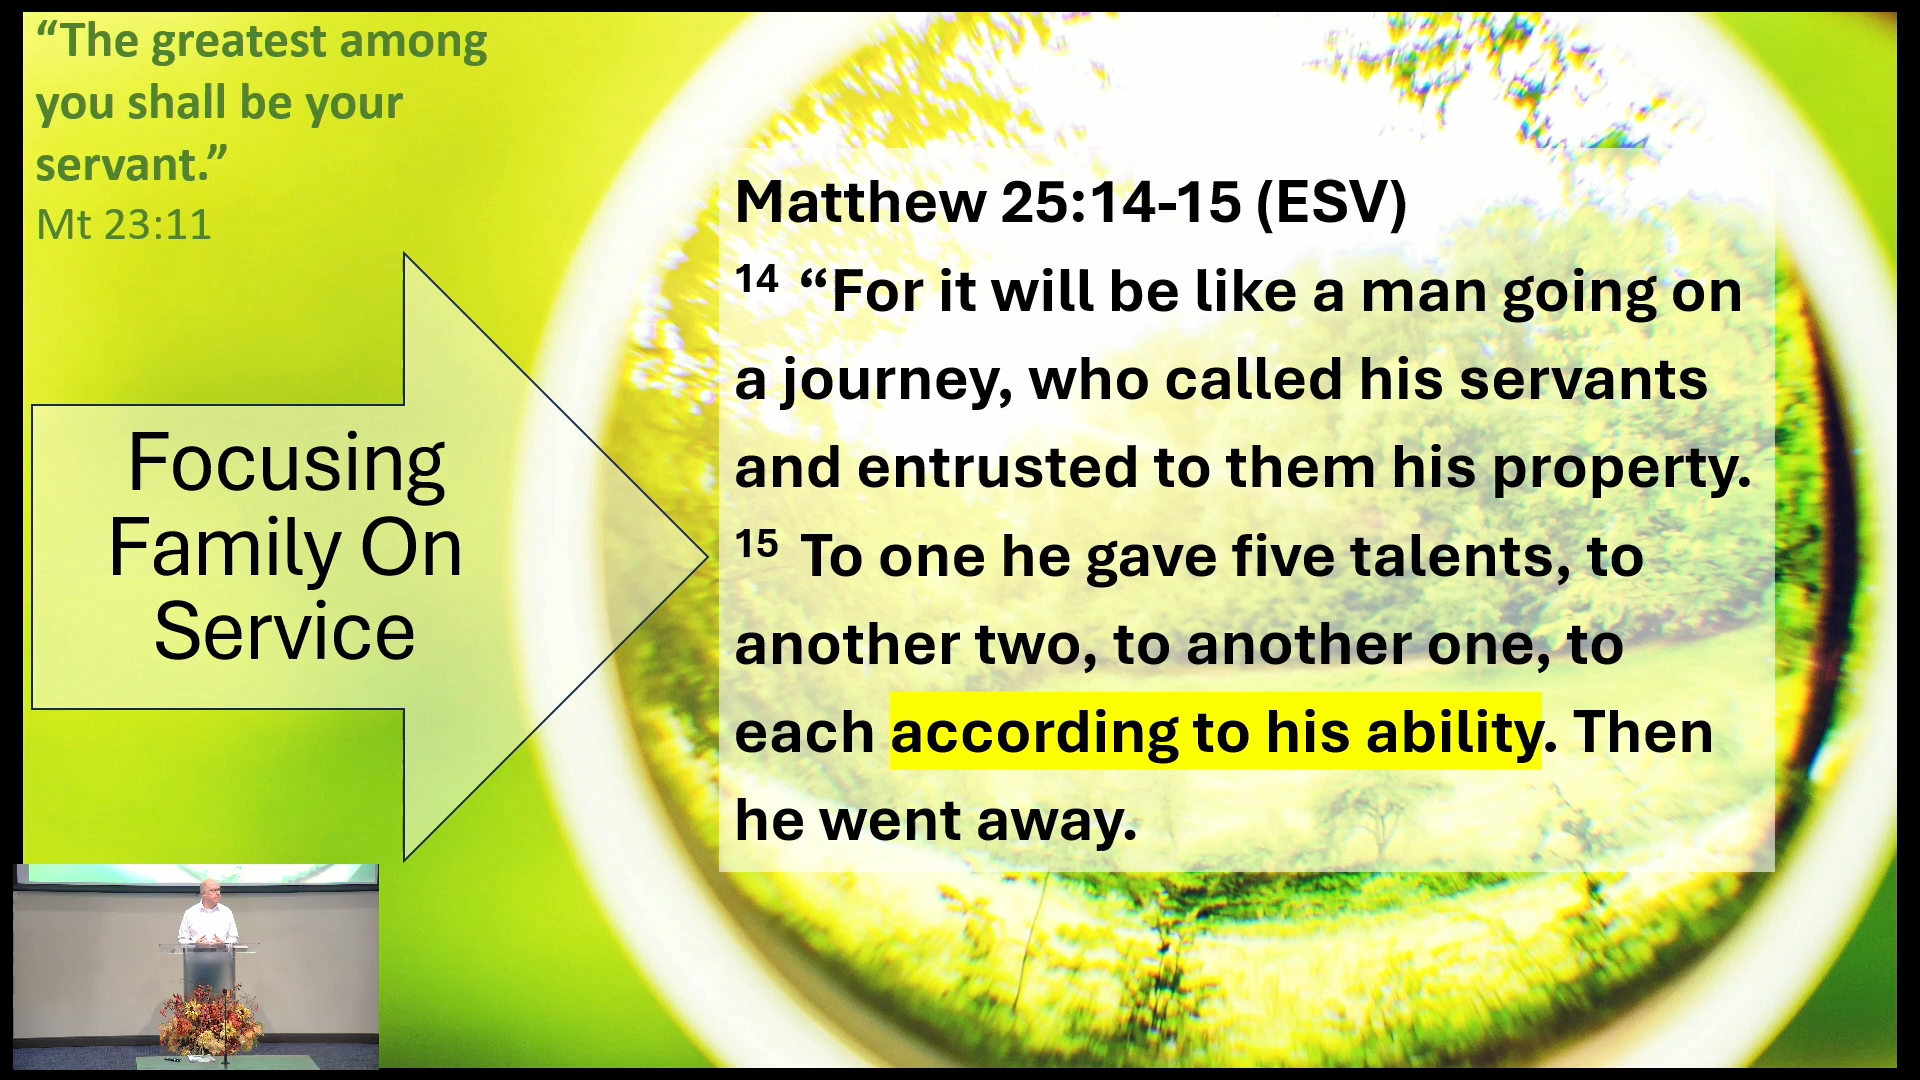 “The greatest among
you shall be your
servant.”
Mt 23:11
Focusing
Family On
Service
Matthew 25:14-15 (ESV)
14 “For it will be like a man going on
a journey, who called his servants
and entrusted to them his property.
15 To one he gave five talents, to
another two, to another one, to
each according to his ability. Then
he went away.